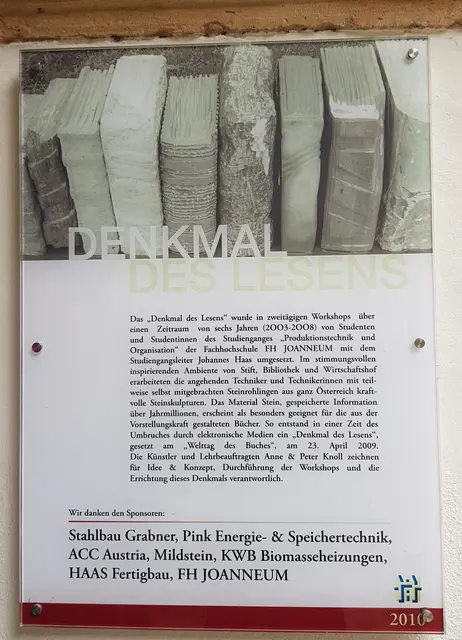 DENKMAL
DES LESENS
Das „Denkmal des Lesens" wurde in zweitägigen Workshops über
einen Zeitraum von sechs Jahren (2003-2008) von Studenten
und Studentinnen des Studienganges „Produktionstechnik und
Organisation" der Fachhochschule FH JOANNEUM mit dem
Studiengangsleiter Johannes Haas umgesetzt. Im stimmungsvollen
inspirierenden Ambiente von Stift, Bibliothek und Wirtschaftshof
erarbeiteten die angehenden Techniker und Technikerinnen mit teil-
weise selbst mitgebrachten Steinrohlingen aus ganz Österreich kraft-
volle Steinskulpturen. Das Material Stein, gespeicherte Information
über Jahrmillionen, erscheint als besonders geeignet für die aus der
Vorstellungskraft gestalteten Bücher. So entstand in einer Zeit des
Umbruches durch elektronische Medien ein „Denkmal des Lesens",
gesetzt am „Welttag des Buches", am 23. April 2009.
Die Künstler und Lehrbeauftragten Anne & Peter Knoll zeichnen
für Idee & Konzept, Durchführung der Workshops und die
Errichtung dieses Denkmals verantwortlich.
Wir danken den Sponsoren:
Stahlbau Grabner, Pink Energie- & Speichertechnik,
ACC Austria, Mildstein, KWB Biomasseheizungen,
HAAS Fertigbau, FH JOANNEUM
2010